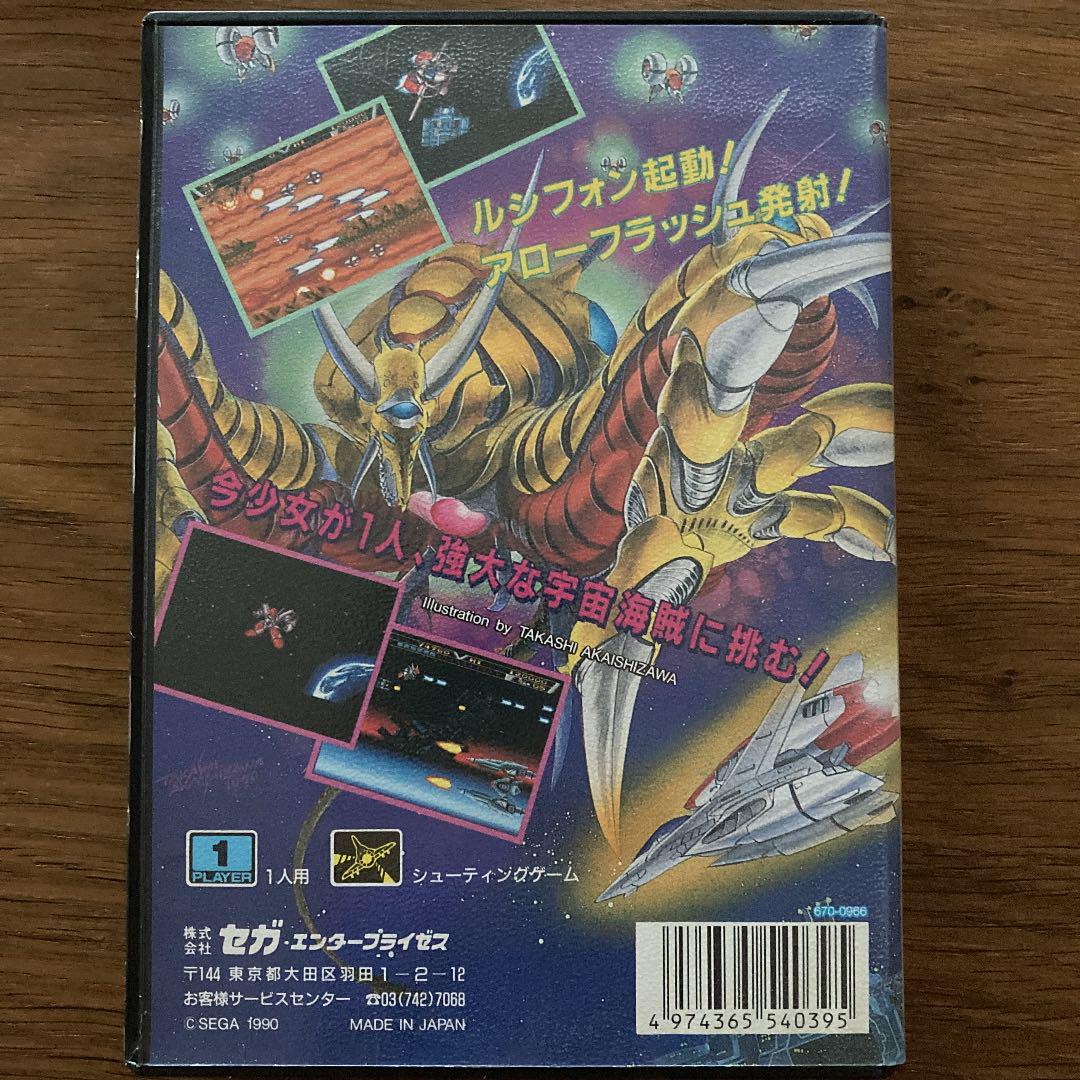 ルシフォン起動!
アローフラッシュ発射!
今少女が1人、強大な宇宙海賊に挑む!
Illustration by TAKASHI AKAISHIZAWA
1
PLAYER
1人用
シューティングゲーム
670-0966
株式会社 セガ・エンタープライゼス
〒144 東京都大田区羽田1-2-12
お客様サービスセンター ☎03(742)7068
©SEGA 1990 MADE IN JAPAN
4 974365 540395